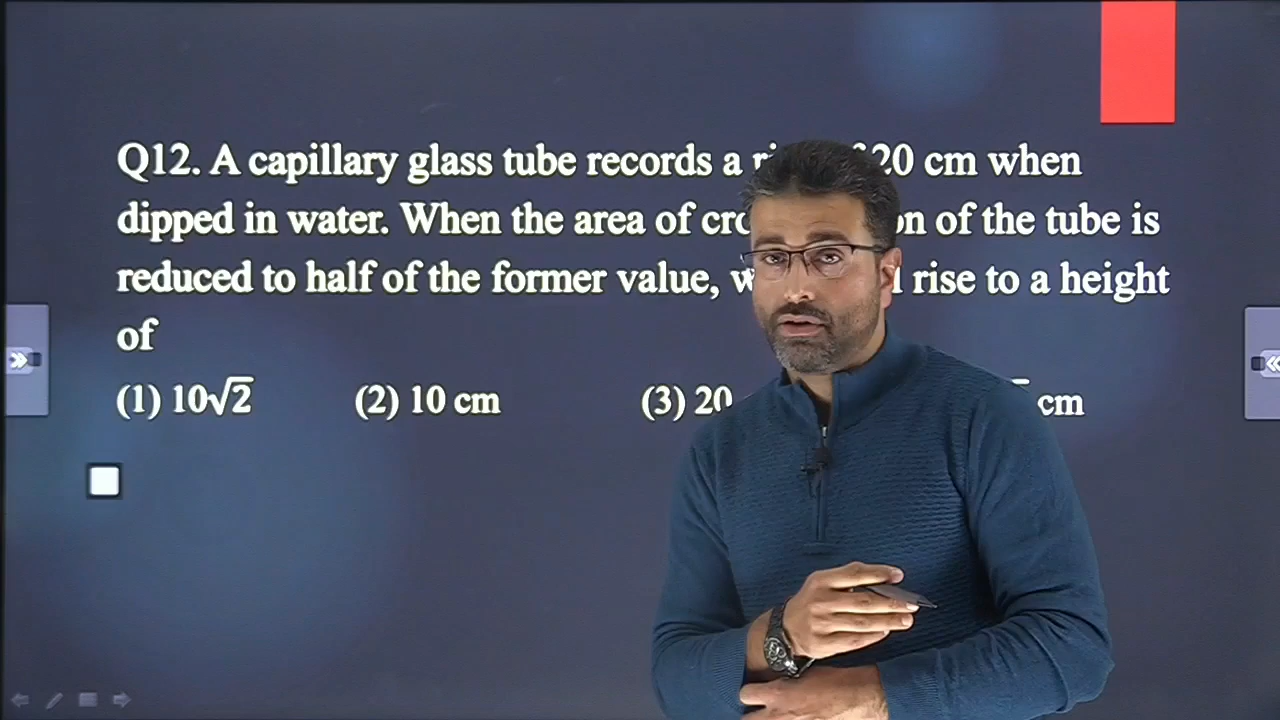 Q12. A capillary glass tube records a 20 cm when
dipped in water. When the area of of the tube is
reduced to half of the former value, rise to a height
of
(1) 10√2 (2) 10 cm (3) 20 cm